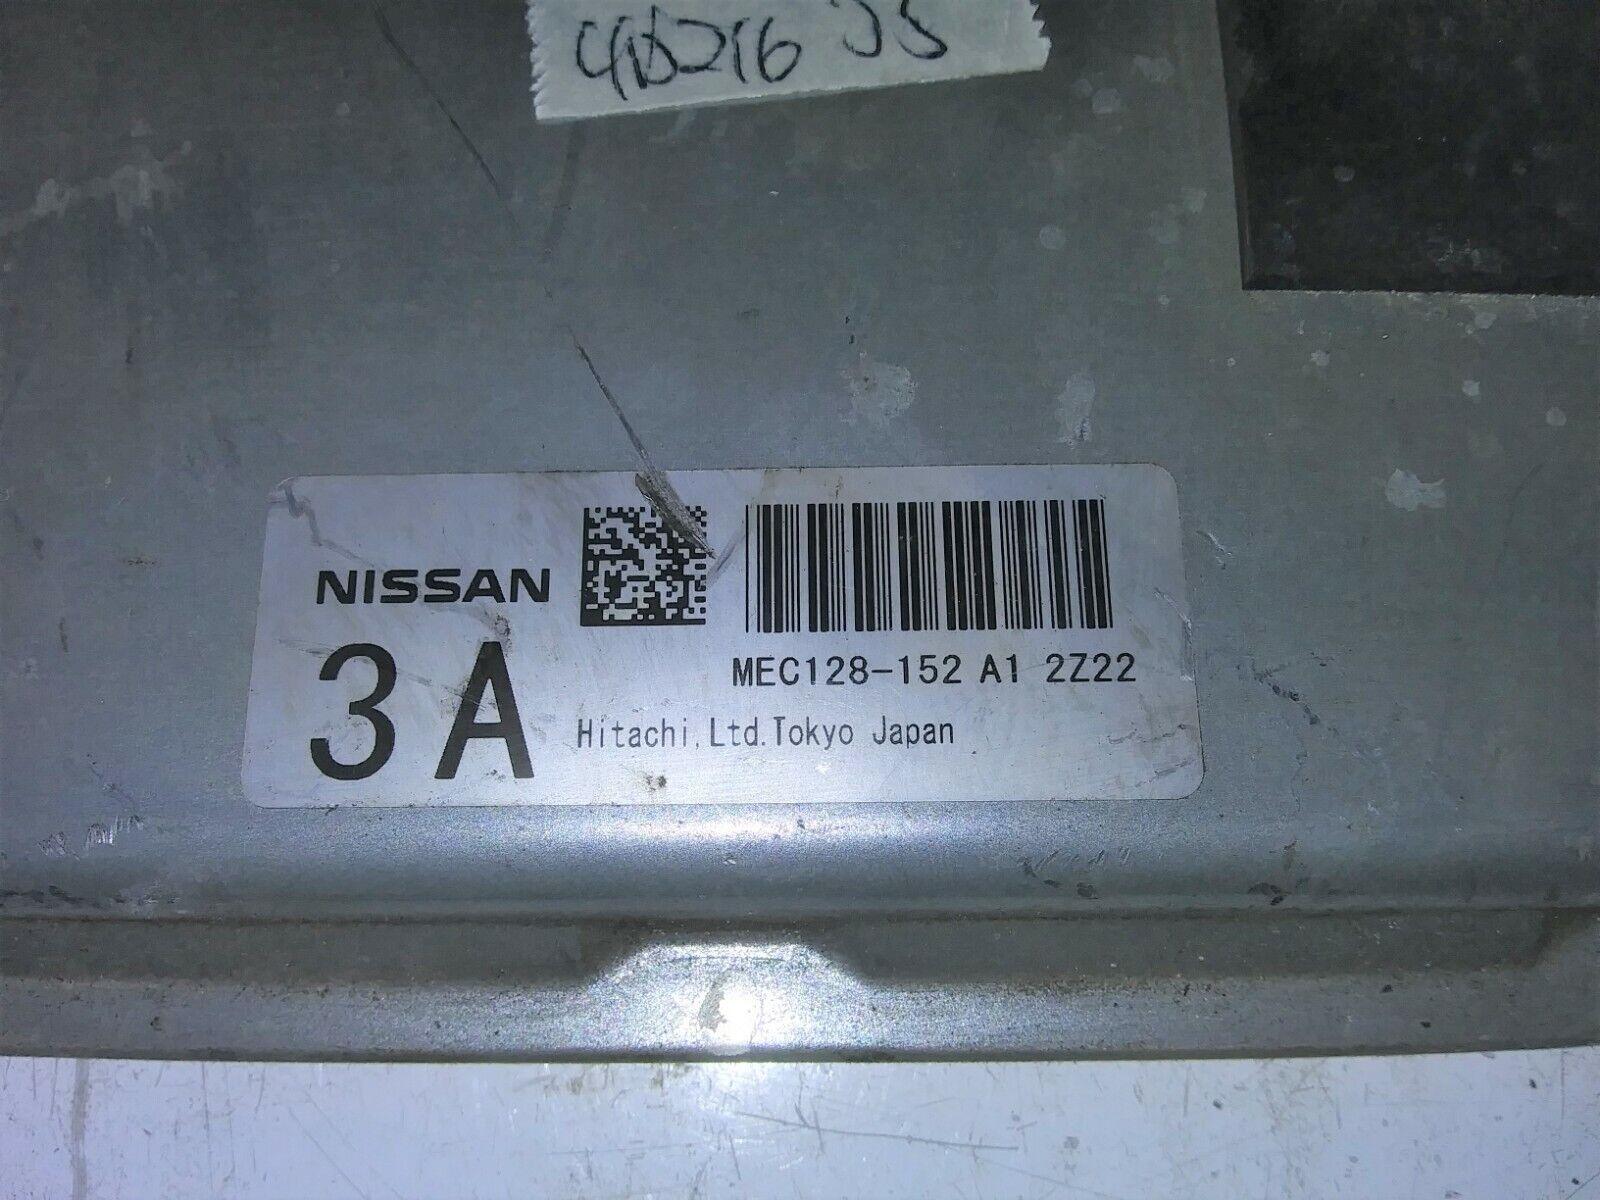 NISSAN
3A
MEC128-152 A1 2Z22
Hitachi,Ltd.Tokyo Japan